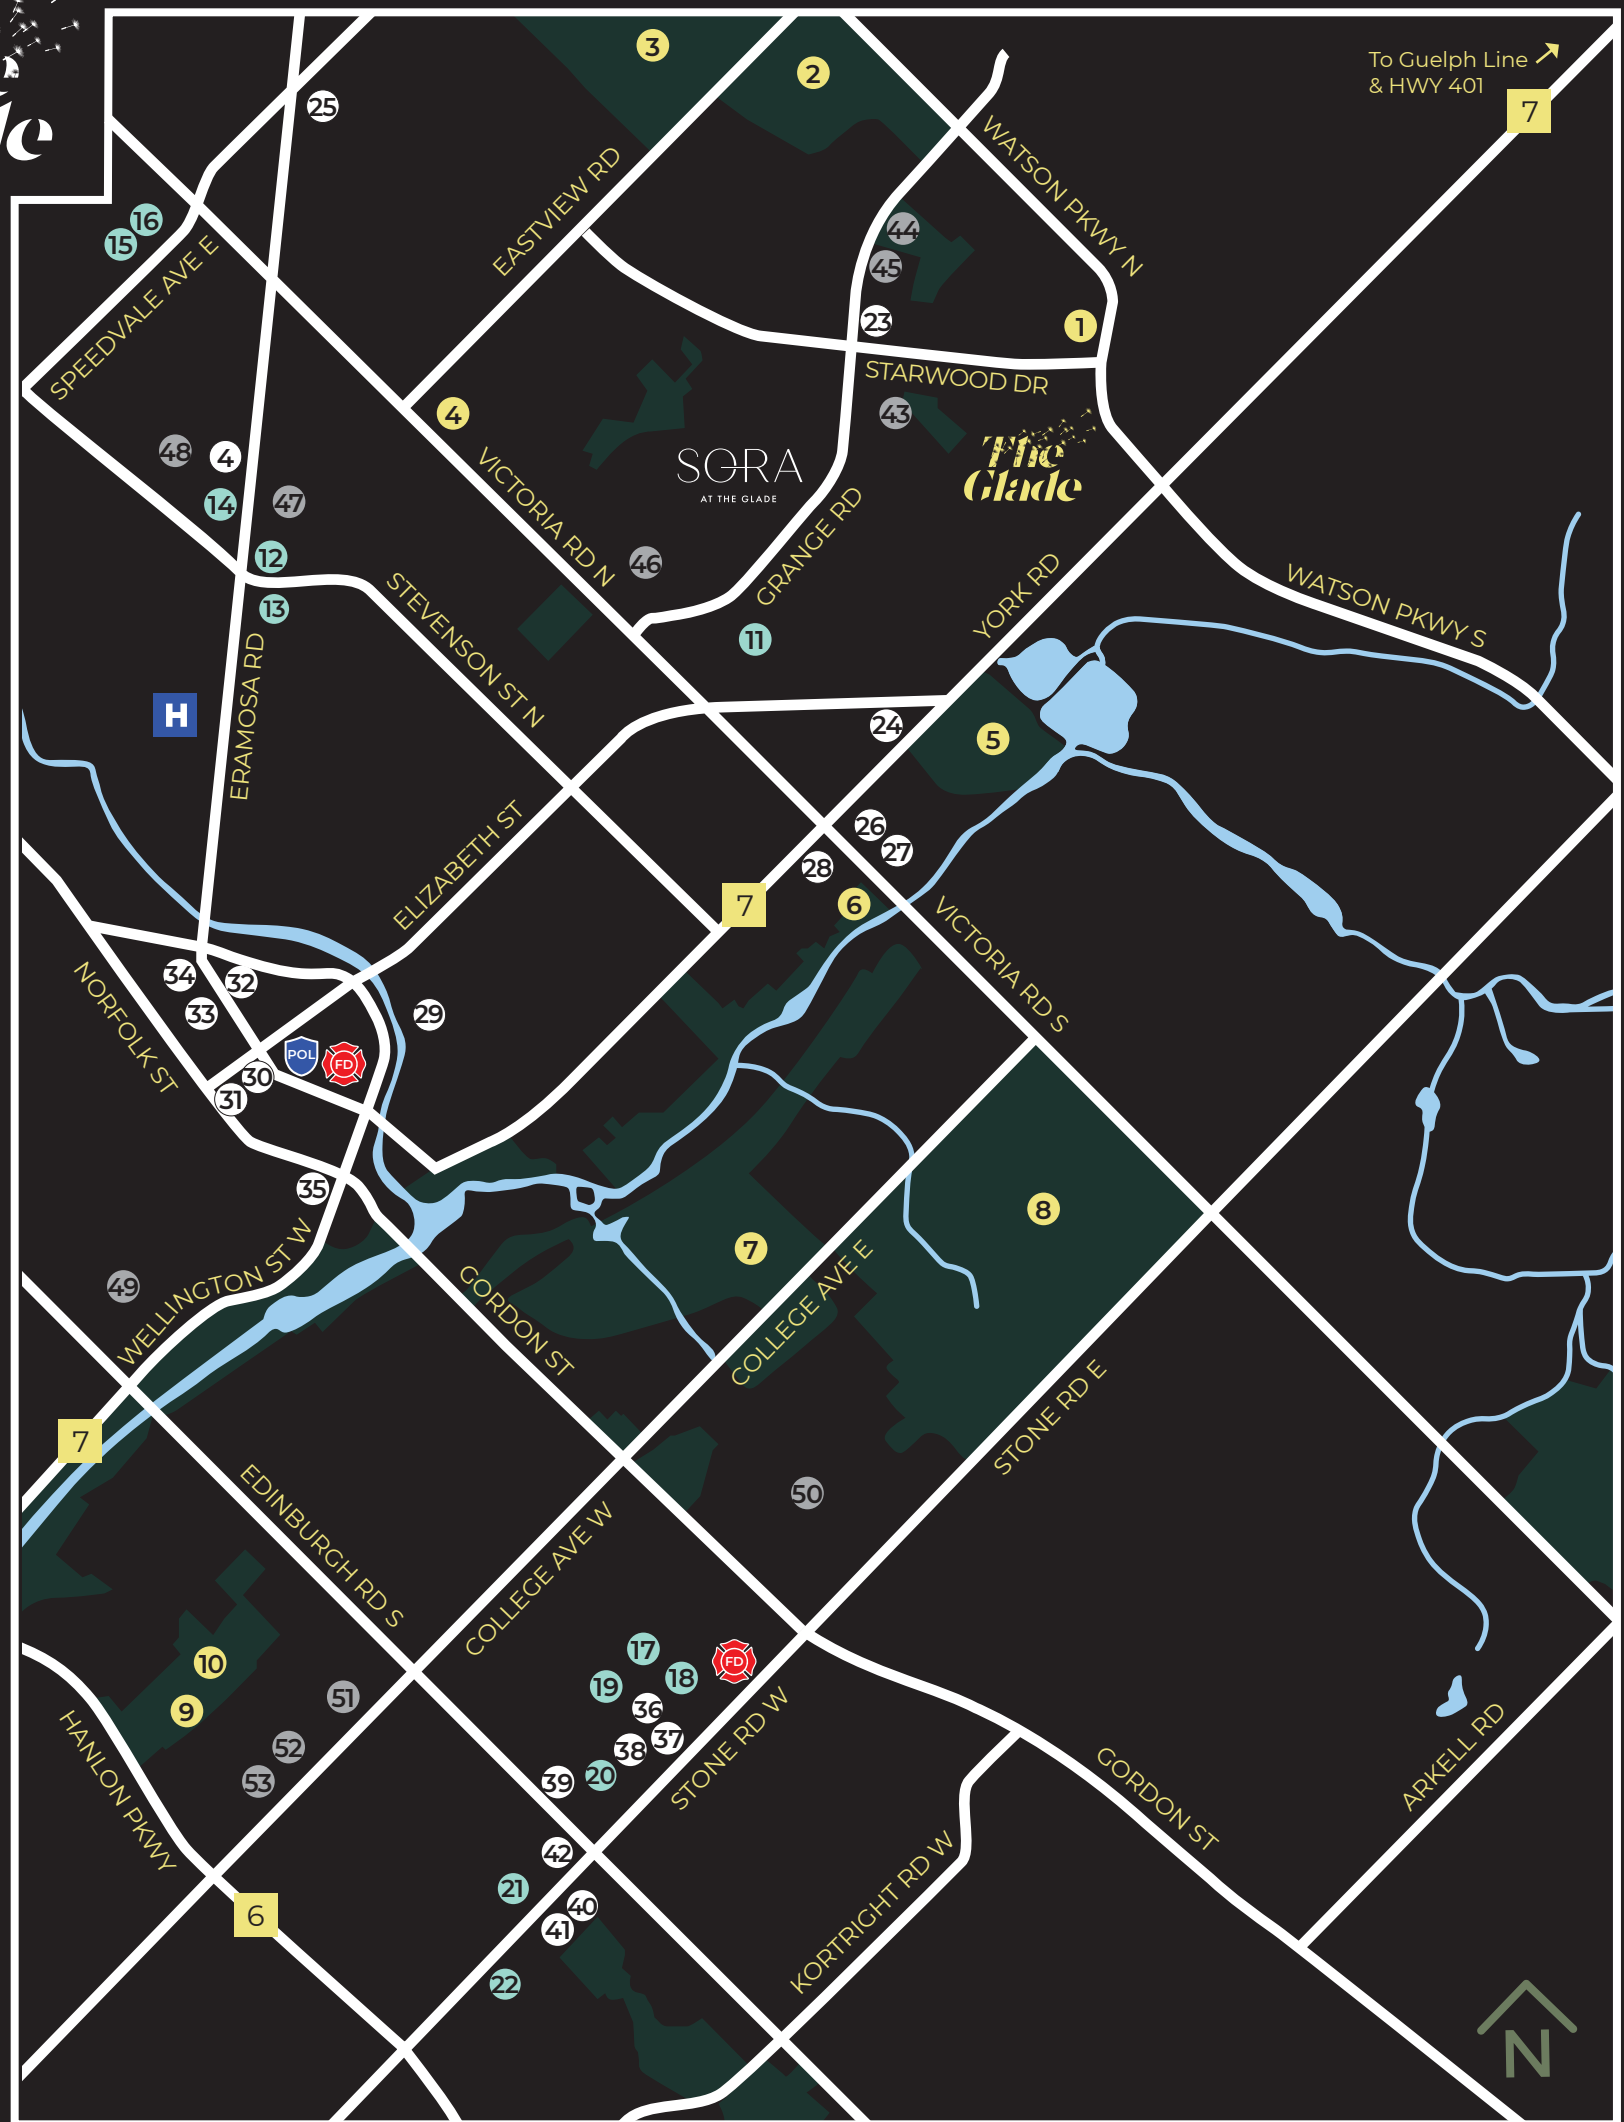 3
2
To Guelph Line
& HWY 401
7
25
le
WATSON PKWY N
EASTVIEW RD
16
15
44
45
SPEEDVALE AVE E
23
1
STARWOOD DR
4
43
The
Glade
SORA
AT THE GLADE
48
4
VICTORIA RD N
14
47
GRANGE RD
12
46
YORK RD
WATSON PKWY S
STEVENSON ST N
13
11
ERAMOSA RD
H
24
5
26
27
28
ELIZABETH ST
7
6
VICTORIA RD S
NORFOLK ST
34
32
33
29
POL
FD
30
31
35
8
WELLINGTON ST W
7
49
GORDON ST
COLLEGE AVE E
STONE RD E
7
EDINBURGH RD S
50
COLLEGE AVE W
10
17
FD
18
19
51
9
36
37
38
HANLON PKWY
52
53
39
20
STONE RD W
ARKELL RD
GORDON ST
42
21
40
41
6
KORTRIGHT RD W
22
N